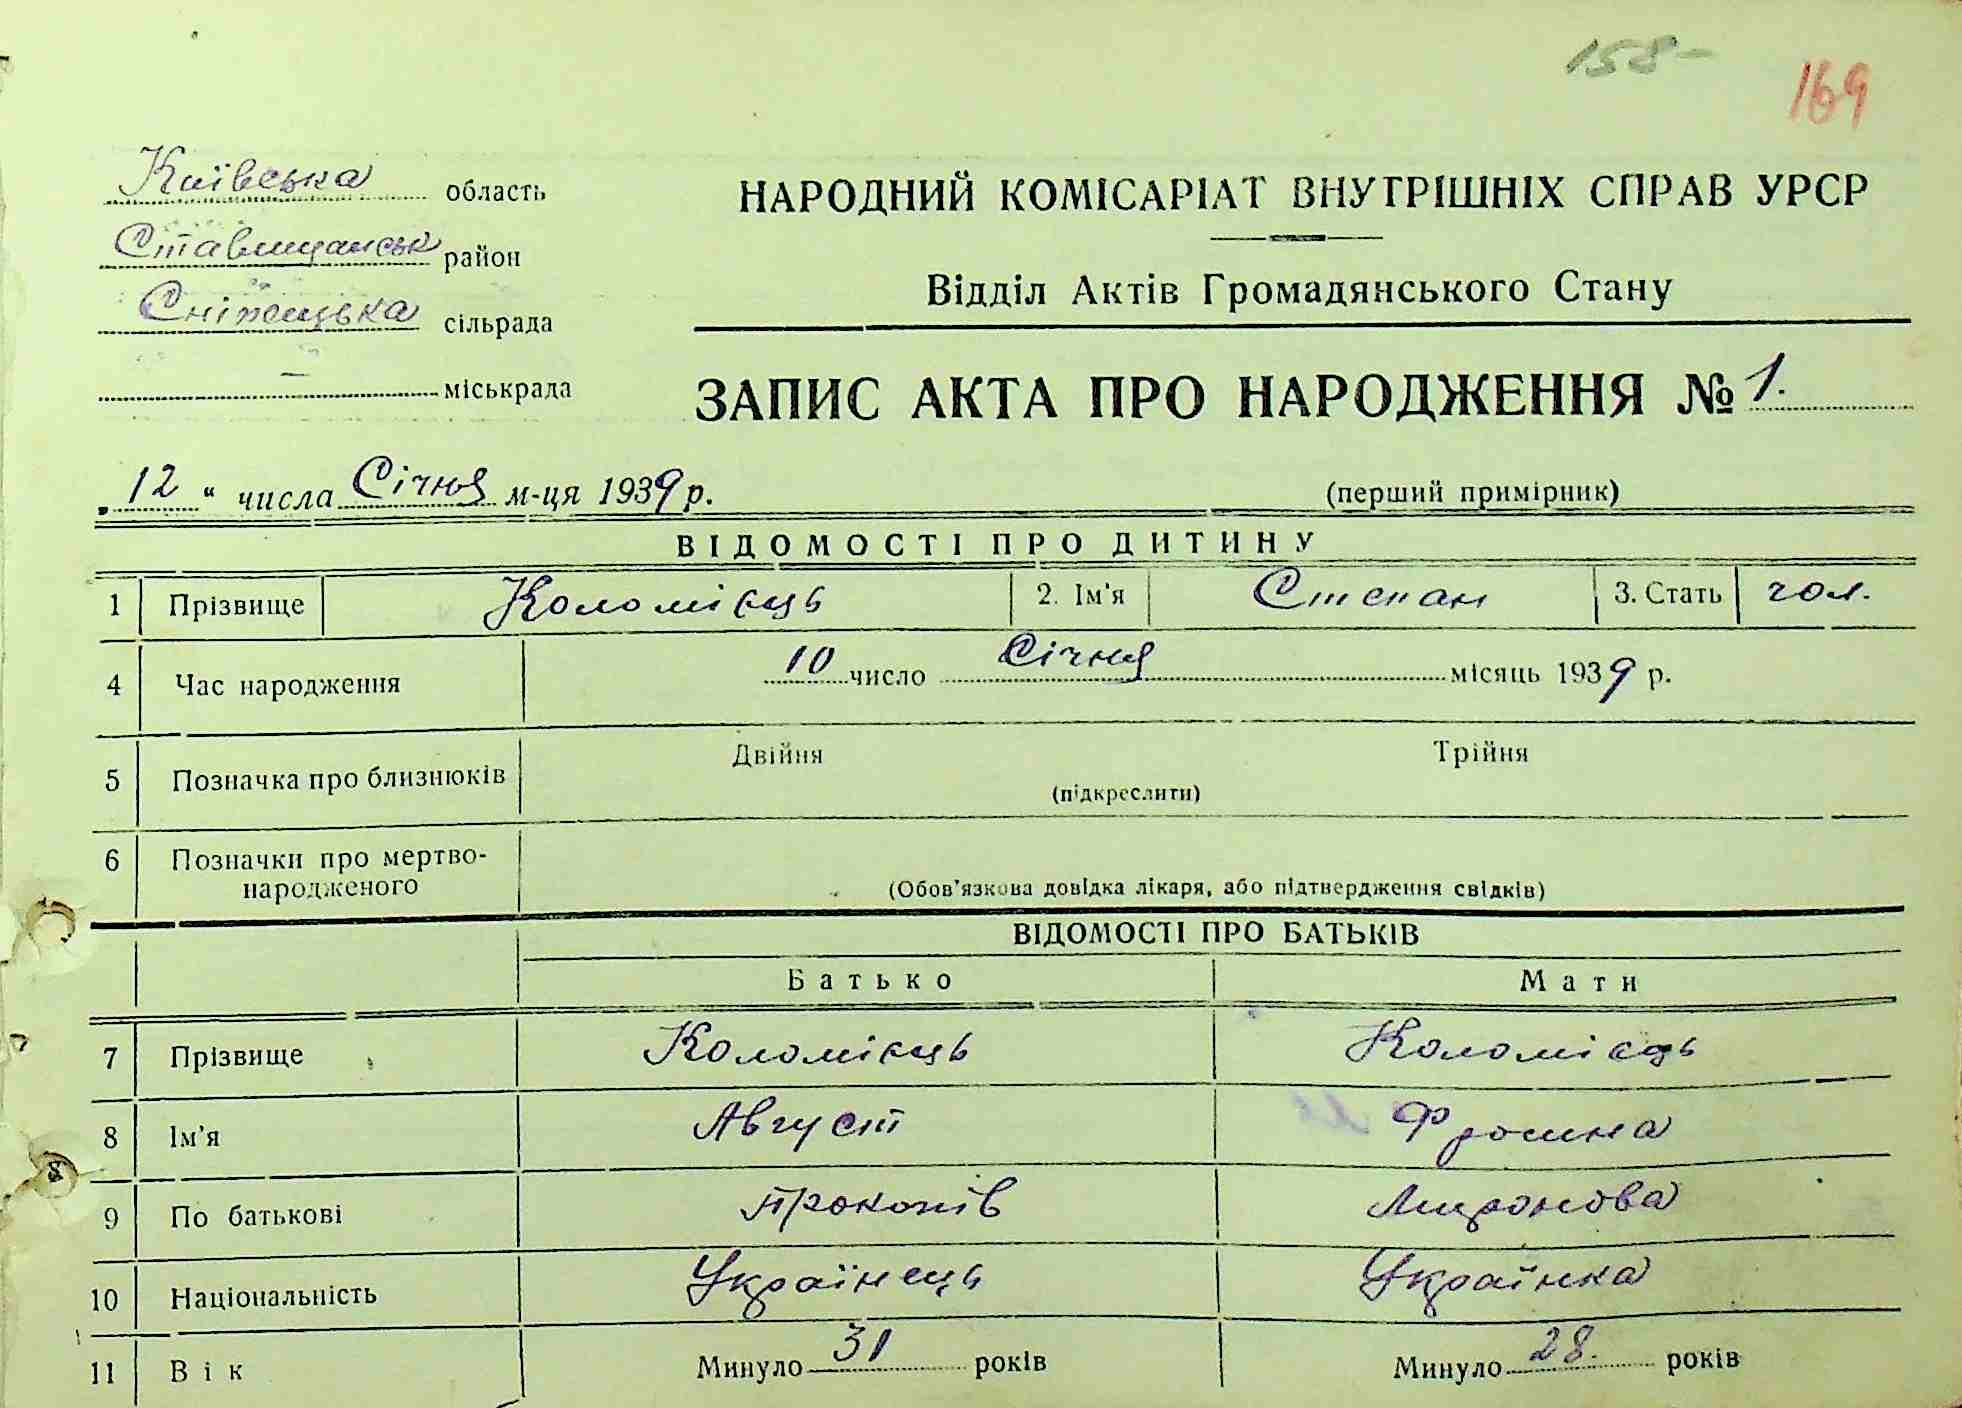 158-
169
Київська область
Ставищанськ район
Сніжецька сільрада
— міськрада
НАРОДНИЙ КОМІСАРІАТ ВНУТРІШНІХ СПРАВ УРСР
Відділ Актів Громадянського Стану
ЗАПИС АКТА ПРО НАРОДЖЕННЯ № 1.
„12“ числа Січня м-ця 1939 р.
(перший примірник)
ВІДОМОСТІ ПРО ДИТИНУ
1 Прізвище Коломієць 2. Ім'я Степан 3. Стать чол.
4 Час народження 10 число Січня місяць 1939 р.
5 Позначка про близнюків Двійня Трійня
(підкреслити)
6 Позначки про мертво-
народженого (Обов'язкова довідка лікаря, або підтвердження свідків)
ВІДОМОСТІ ПРО БАТЬКІВ
Батько Мати
7 Прізвище Коломієць Коломієць
8 Ім'я Август Фросина
9 По батькові Прокопів Миронова
10 Національність Українець Українка
11 Вік Минуло 31 років Минуло 28. років